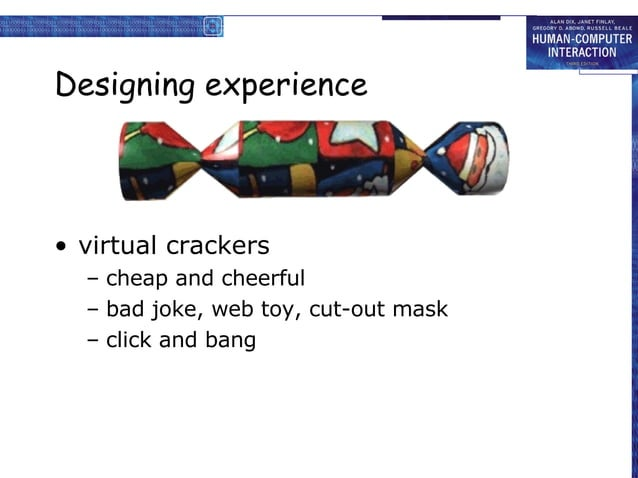 ALAN DIX, JANET FINLAY,
GREGORY D. ABOWD, RUSSELL BEALE
HUMAN-COMPUTER
INTERACTION
THIRD EDITION
Designing experience
• virtual crackers
– cheap and cheerful
– bad joke, web toy, cut-out mask
– click and bang